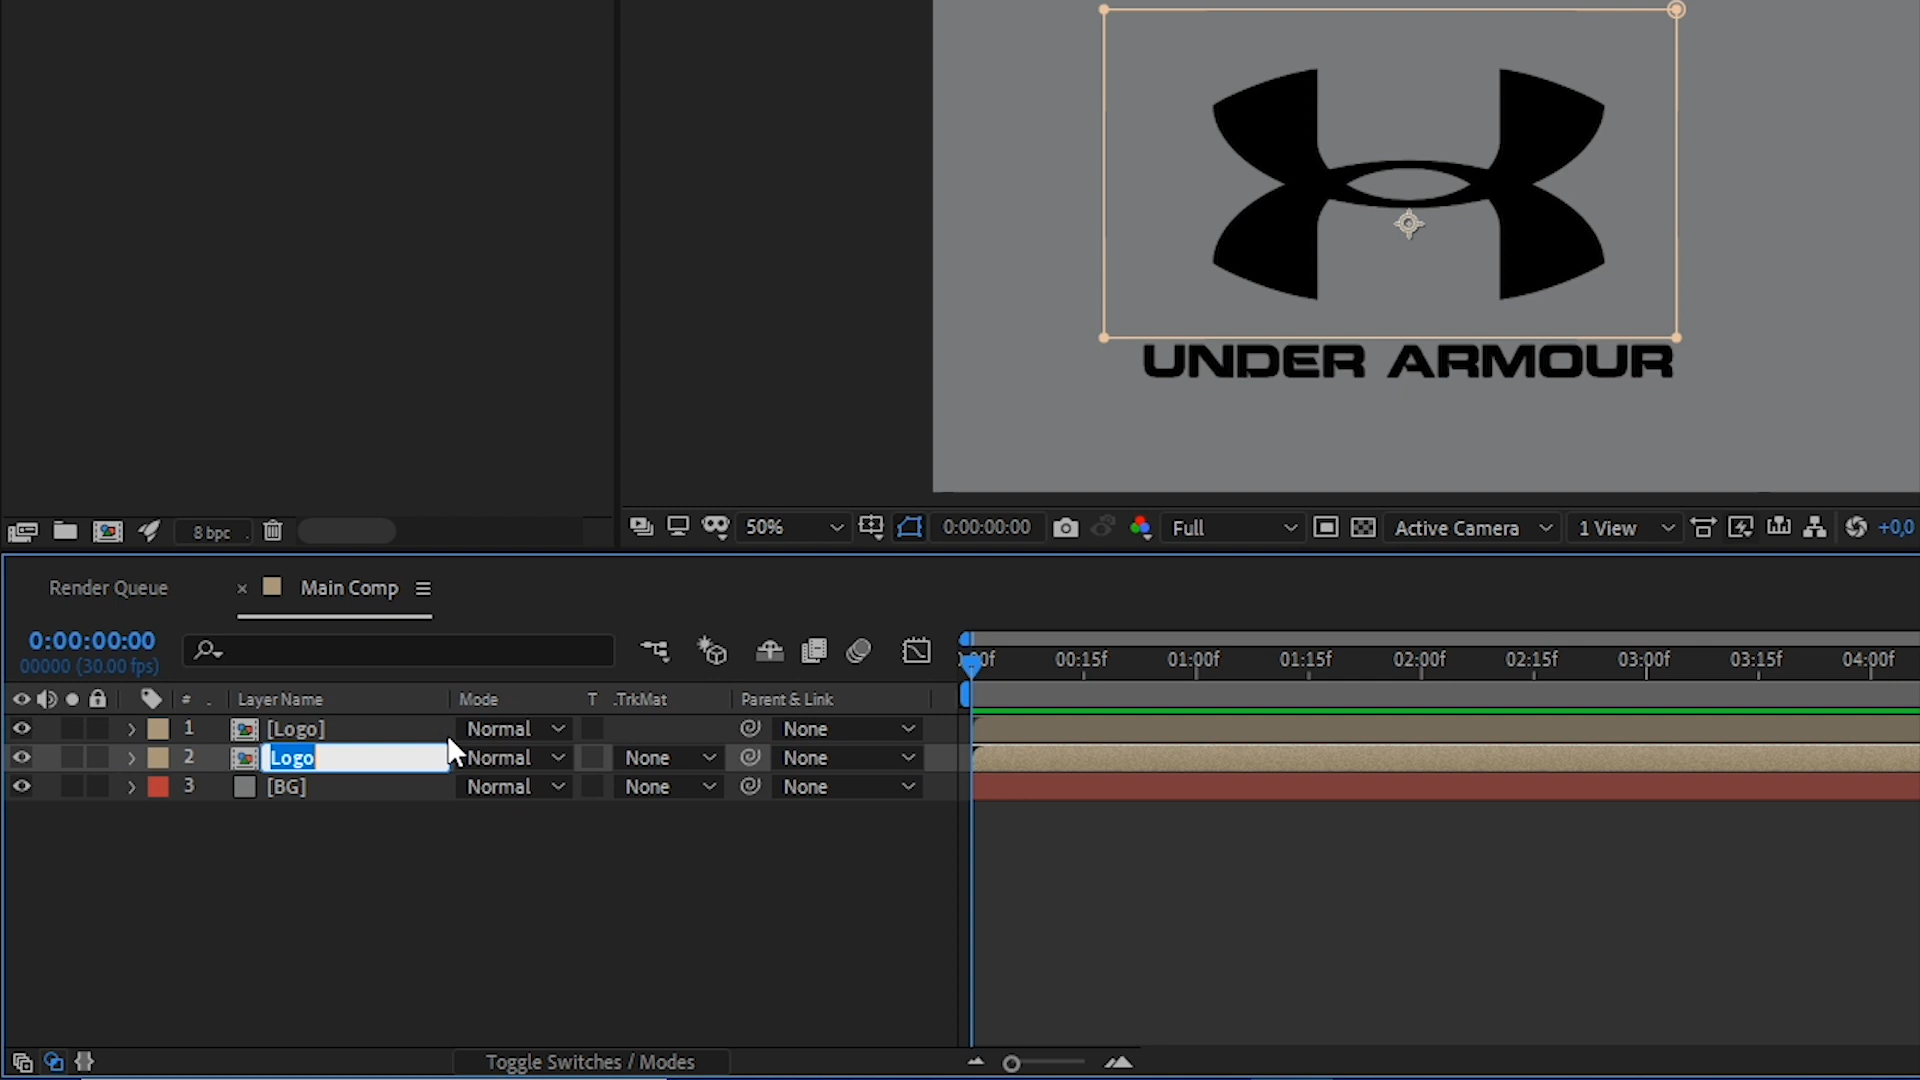 UNDER ARMOUR
8 bpc
50%
0:00:00:00
Full
Active Camera
1 View
+0,0
Render Queue
× Main Comp
0:00:00:00
00000 (30.00 fps)
00:15f 01:00f 01:15f 02:00f 02:15f 03:00f 03:15f 04:00f
# . Layer Name Mode T .TrkMat Parent & Link
1 [Logo] Normal None
2 Logo Normal None None
3 [BG] Normal None None
Toggle Switches / Modes